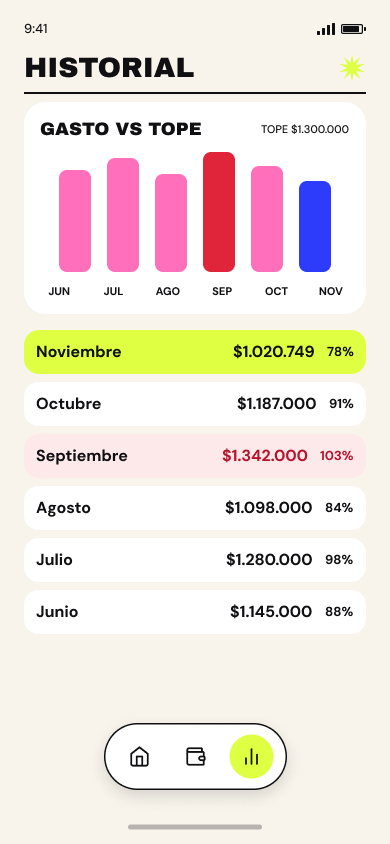 9:41
HISTORIAL
GASTO VS TOPE TOPE $1.300.000
JUN JUL AGO SEP OCT NOV
Noviembre $1.020.749 78%
Octubre $1.187.000 91%
Septiembre $1.342.000 103%
Agosto $1.098.000 84%
Julio $1.280.000 98%
Junio $1.145.000 88%